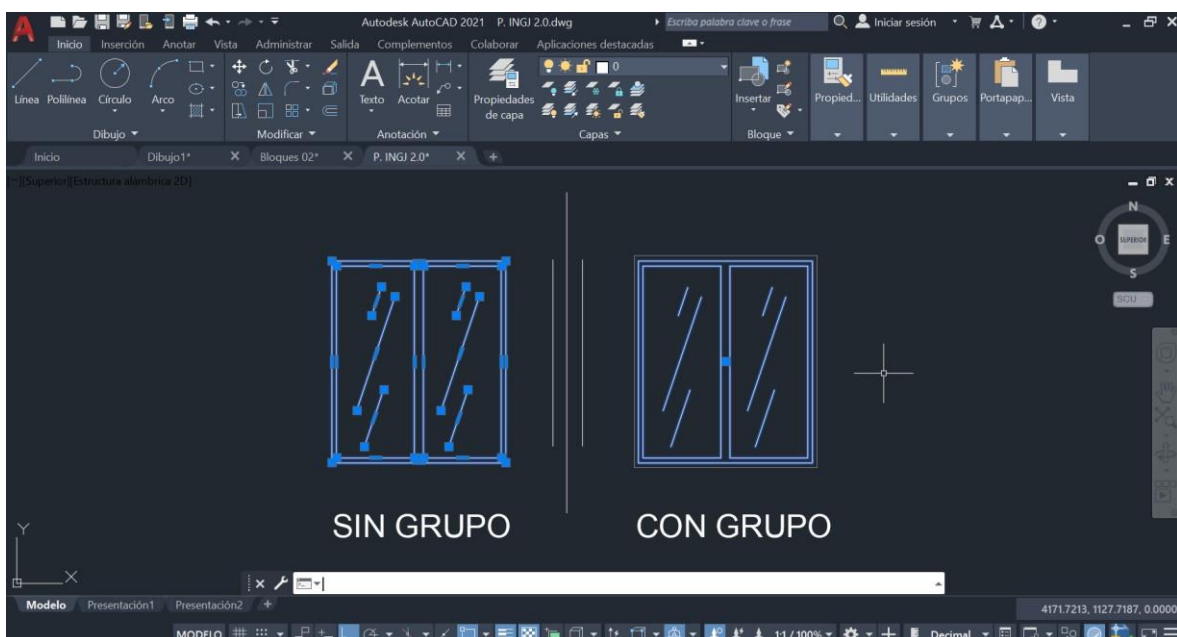 Autodesk AutoCAD 2021 P. INGJ 2.0.dwg
Escriba palabra clave o frase
Iniciar sesión
Inicio Inserción Anotar Vista Administrar Salida Complementos Colaborar Aplicaciones destacadas
0
Línea Polilínea Círculo Arco
Texto Acotar
Propiedades de capa
Insertar
Propied... Utilidades Grupos Portapap... Vista
Dibujo Modificar Anotación Capas Bloque
Inicio Dibujo1* Bloques 02* P. INGJ 2.0*
[-][Superior][Estructura alámbrica 2D]
N
O SUPERIOR E
S
SCU
SIN GRUPO CON GRUPO
Y
X
Modelo Presentación1 Presentación2
4171.7213, 1127.7187, 0.0000
MODELO 1:1 / 100% Decimal